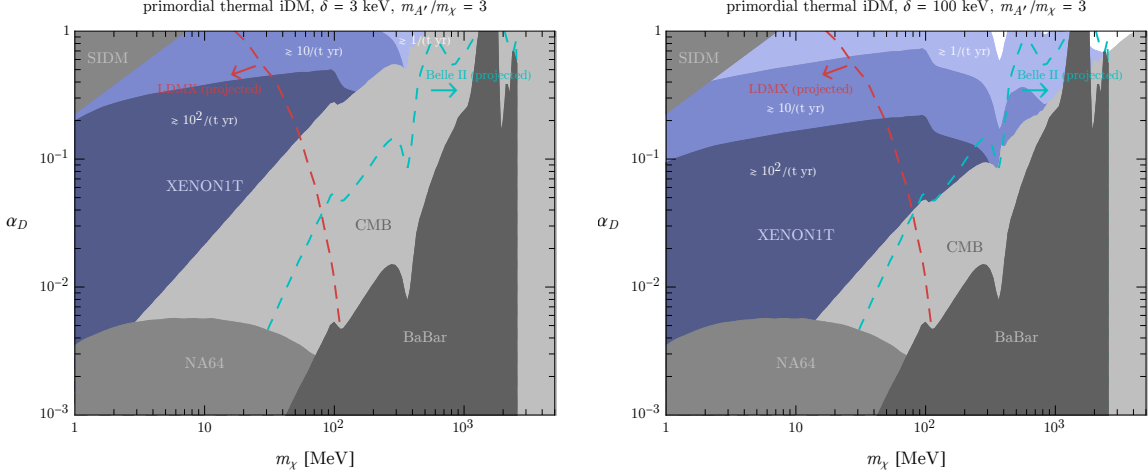 primordial thermal iDM, δ = 3 keV, m_A′/m_χ = 3
1
10⁻¹
10⁻²
10⁻³
α_D
SIDM
≳ 10/(t yr)
≳ 1/(t yr)
LDMX (projected)
Belle II (projected)
≳ 10²/(t yr)
XENON1T
CMB
NA64
BaBar
1
10
10²
10³
m_χ [MeV]
primordial thermal iDM, δ = 100 keV, m_A′/m_χ = 3
1
10⁻¹
10⁻²
10⁻³
α_D
SIDM
≳ 1/(t yr)
Belle II (projected)
LDMX (projected)
≳ 10/(t yr)
≳ 10²/(t yr)
XENON1T
CMB
NA64
BaBar
1
10
10²
10³
m_χ [MeV]